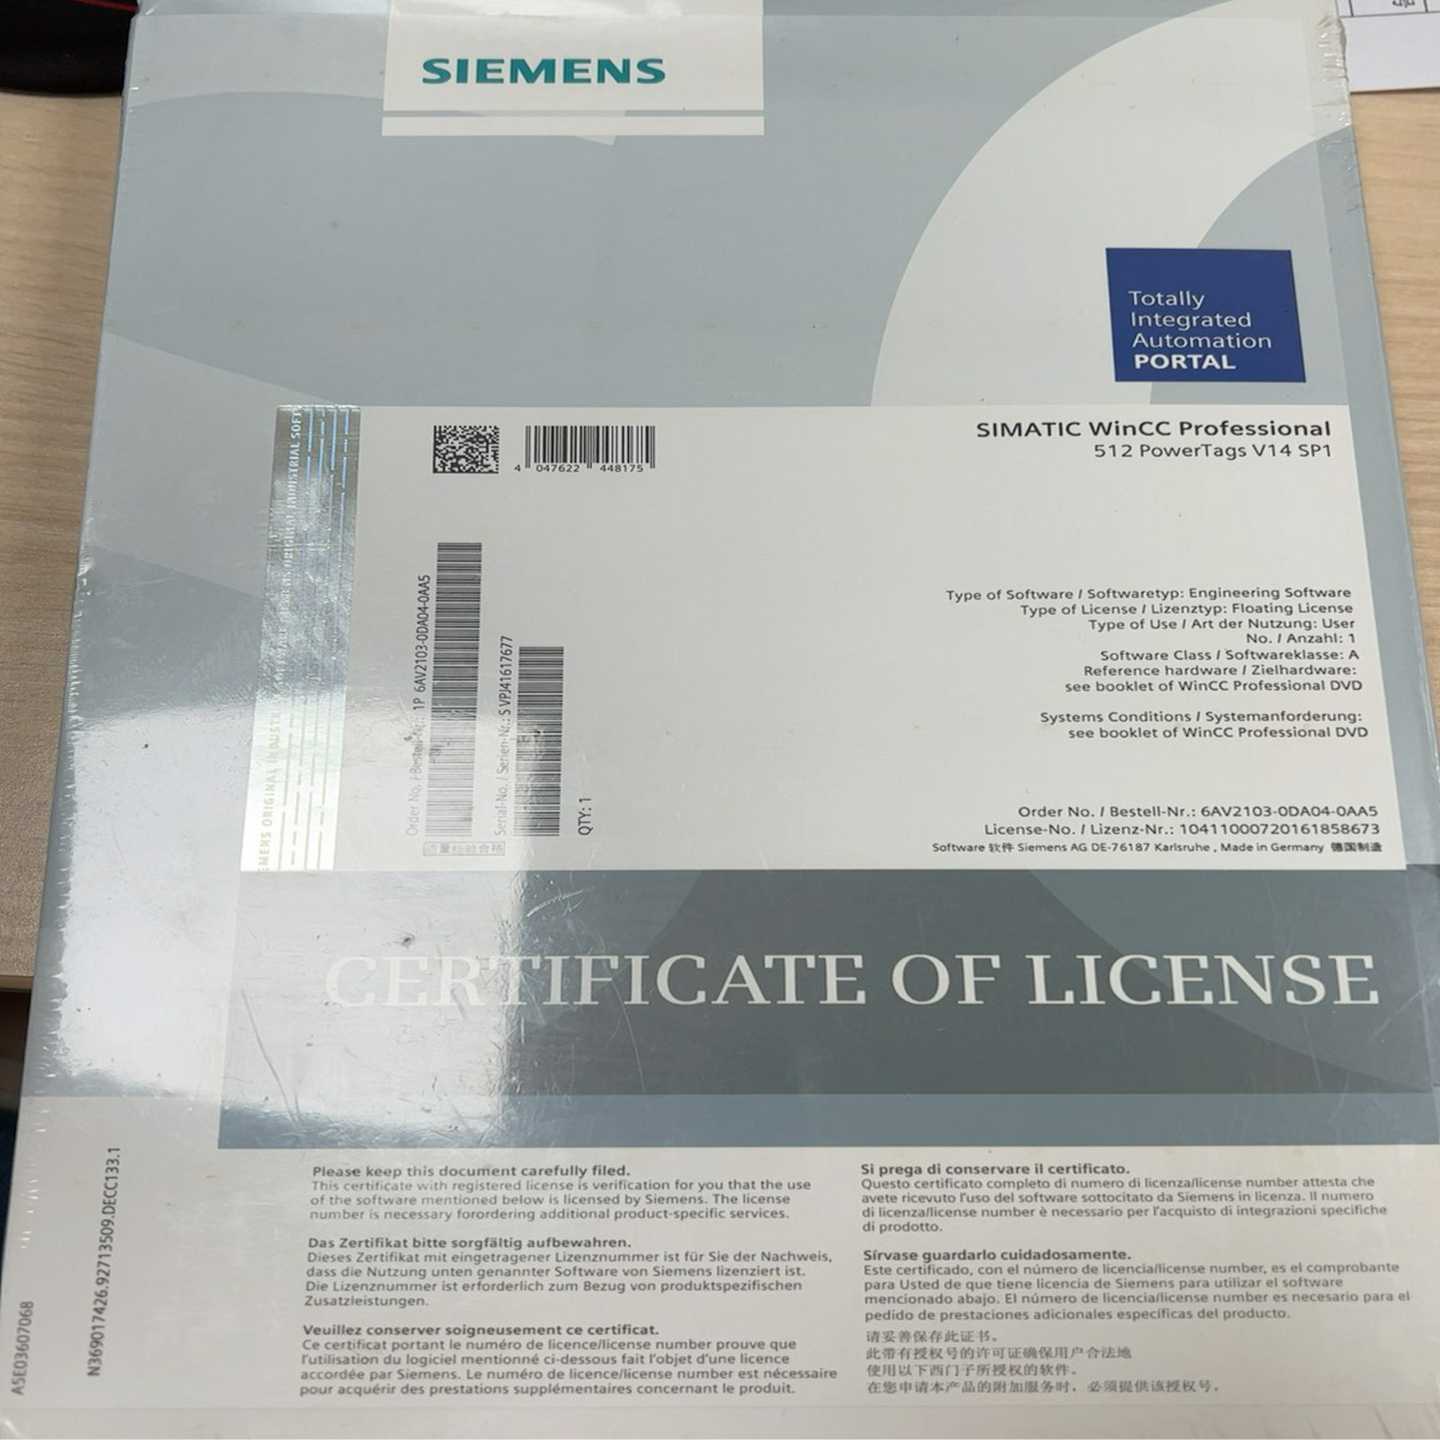 SIEMENS
Totally
Integrated
Automation
PORTAL
SIMATIC WinCC Professional
512 PowerTags V14 SP1
4 047622 448175
Order No. / Bestell-Nr.: 1P 6AV2103-0DA04-0AA5
Serial-No. / Serien-Nr.: S VPJ41617677
QTY: 1
质量检验合格
Type of Software / Softwaretyp: Engineering Software
Type of License / Lizenztyp: Floating License
Type of Use / Art der Nutzung: User
No. / Anzahl: 1
Software Class / Softwareklasse: A
Reference hardware / Zielhardware:
see booklet of WinCC Professional DVD
Systems Conditions / Systemanforderung:
see booklet of WinCC Professional DVD
Order No. / Bestell-Nr.: 6AV2103-0DA04-0AA5
License-No. / Lizenz-Nr.: 10411000720161858673
Software 软件 Siemens AG DE-76187 Karlsruhe , Made in Germany 德国制造
CERTIFICATE OF LICENSE
Please keep this document carefully filed.
This certificate with registered license is verification for you that the use
of the software mentioned below is licensed by Siemens. The license
number is necessary forordering additional product-specific services.
Das Zertifikat bitte sorgfältig aufbewahren.
Dieses Zertifikat mit eingetragener Lizenznummer ist für Sie der Nachweis,
dass die Nutzung unten genannter Software von Siemens lizenziert ist.
Die Lizenznummer ist erforderlich zum Bezug von produktspezifischen
Zusatzleistungen.
Veuillez conserver soigneusement ce certificat.
Ce certificat portant le numéro de licence/license number prouve que
l'utilisation du logiciel mentionné ci-dessous fait l'objet d'une licence
accordée par Siemens. Le numéro de licence/license number est nécessaire
pour acquérir des prestations supplémentaires concernant le produit.
Si prega di conservare il certificato.
Questo certificato completo di numero di licenza/license number attesta che
avete ricevuto l'uso del software sottocitato da Siemens in licenza. Il numero
di licenza/license number è necessario per l'acquisto di integrazioni specifiche
di prodotto.
Sírvase guardarlo cuidadosamente.
Este certificado, con el número de licencia/license number, es el comprobante
para Usted de que tiene licencia de Siemens para utilizar el software
mencionado abajo. El número de licencia/license number es necesario para el
pedido de prestaciones adicionales específicas del producto.
请妥善保存此证书。
此带有授权号的许可证确保用户合法地
使用以下西门子所授权的软件。
在您申请本产品的附加服务时，必须提供该授权号。
A5E03607068
N369017426.92713509.DECC133.1